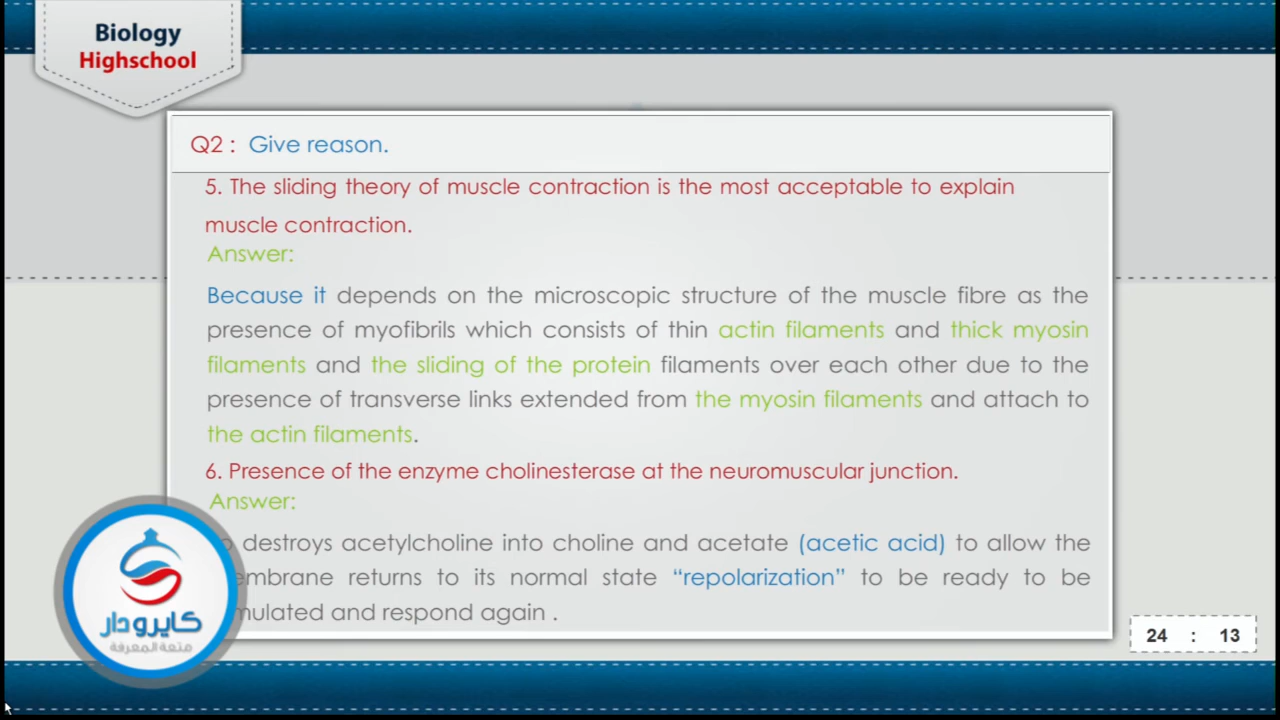 Biology
Highschool
Q2 : Give reason.
5. The sliding theory of muscle contraction is the most acceptable to explain
muscle contraction.
Answer:
Because it depends on the microscopic structure of the muscle fibre as the
presence of myofibrils which consists of thin actin filaments and thick myosin
filaments and the sliding of the protein filaments over each other due to the
presence of transverse links extended from the myosin filaments and attach to
the actin filaments.
6. Presence of the enzyme cholinesterase at the neuromuscular junction.
Answer:
destroys acetylcholine into choline and acetate (acetic acid) to allow the
returns to its normal state “repolarization” to be ready to be
and respond again .
كايرودار
متعة المعرفة
24 : 13